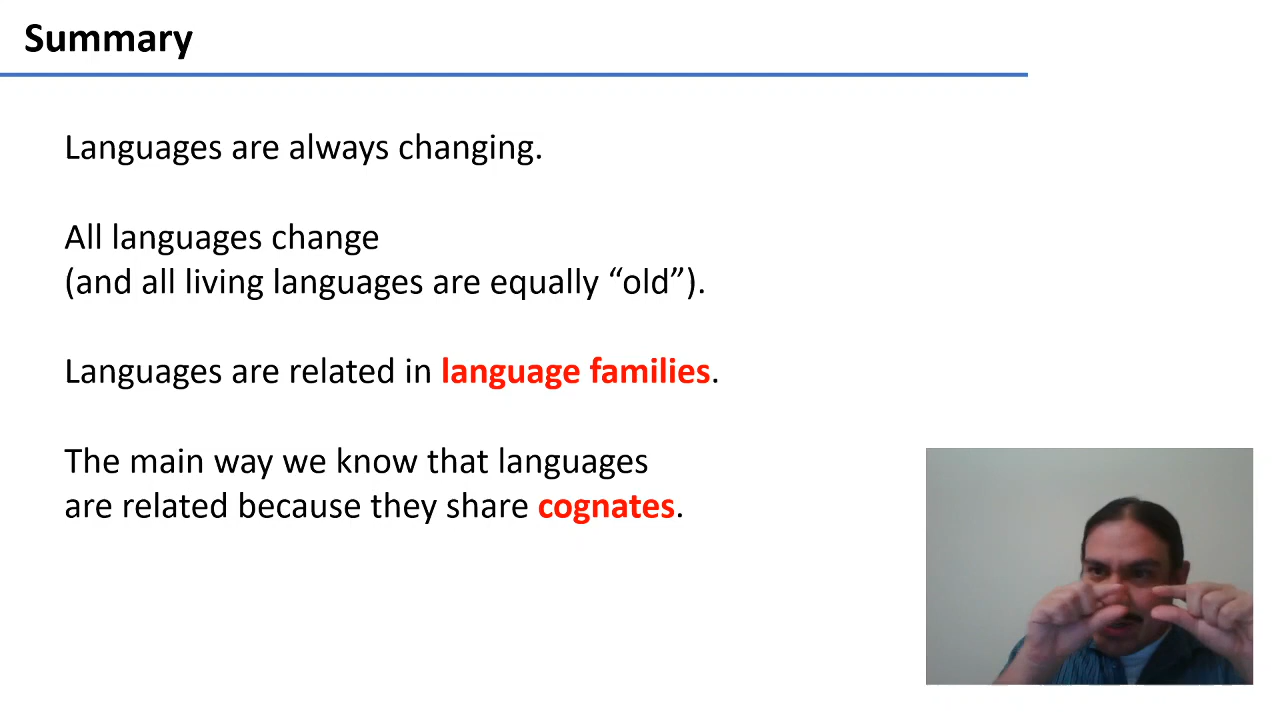 Summary
Languages are always changing.
All languages change
(and all living languages are equally “old”).
Languages are related in language families.
The main way we know that languages
are related because they share cognates.